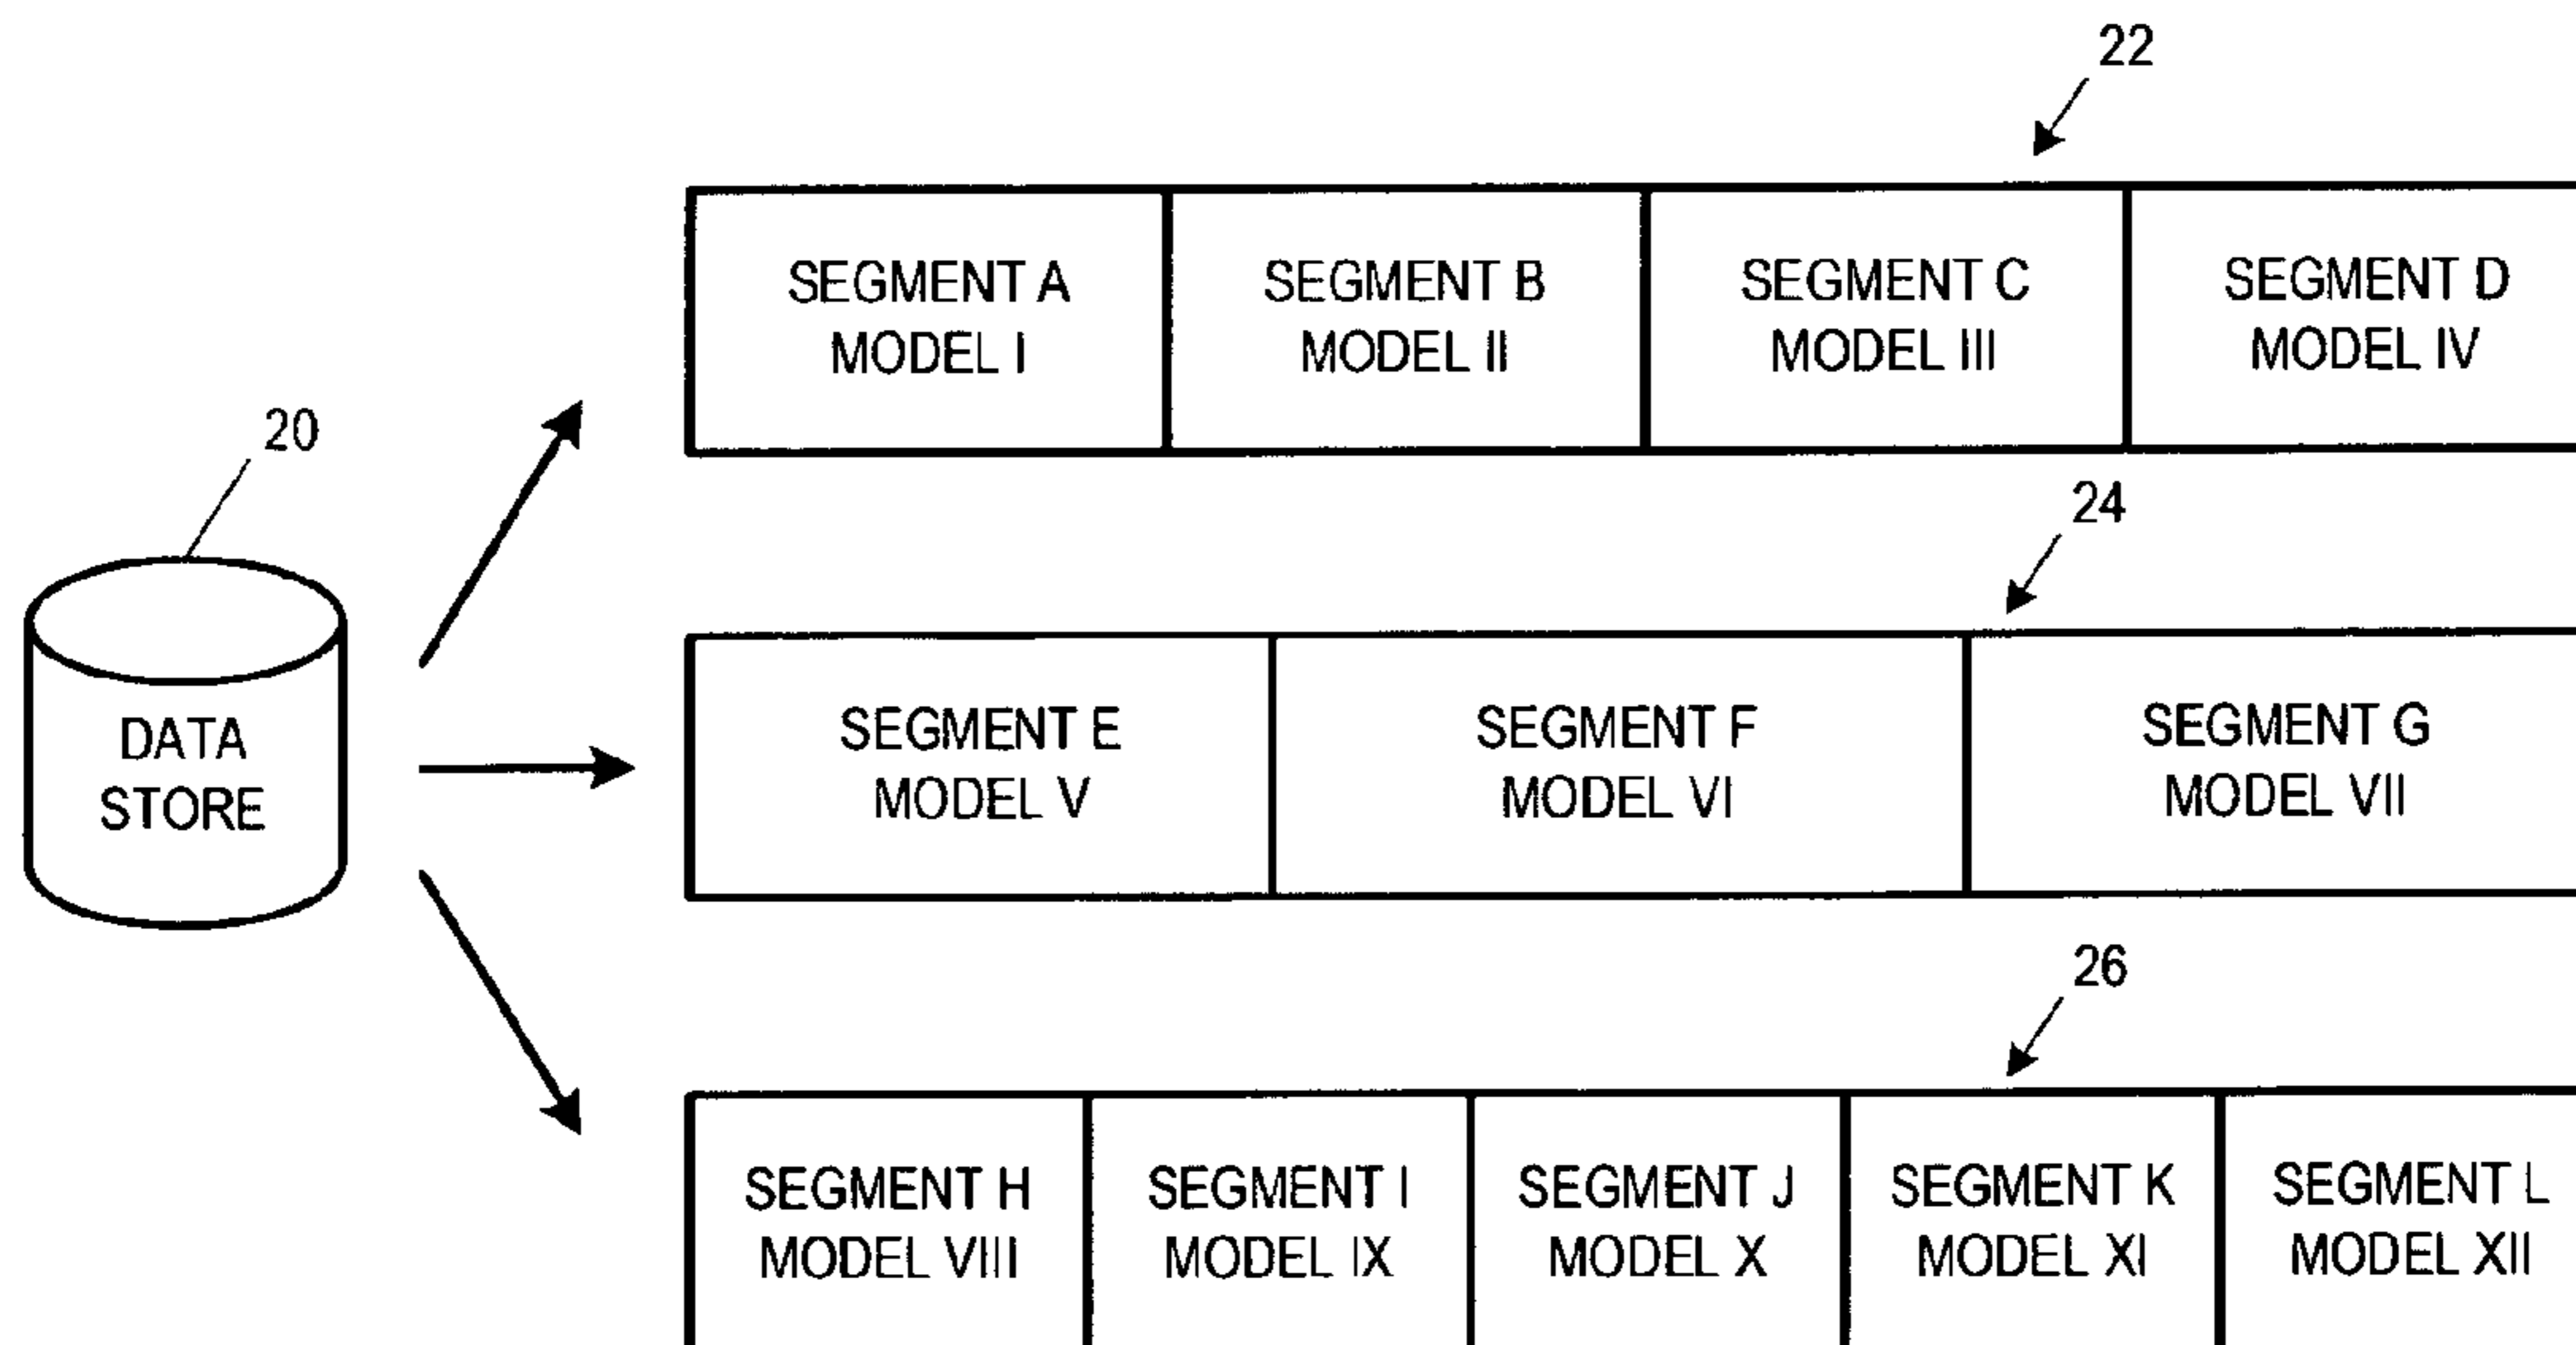 22
SEGMENT A
MODEL I
SEGMENT B
MODEL II
SEGMENT C
MODEL III
SEGMENT D
MODEL IV
20
DATA
STORE
24
SEGMENT E
MODEL V
SEGMENT F
MODEL VI
SEGMENT G
MODEL VII
26
SEGMENT H
MODEL VIII
SEGMENT I
MODEL IX
SEGMENT J
MODEL X
SEGMENT K
MODEL XI
SEGMENT L
MODEL XII